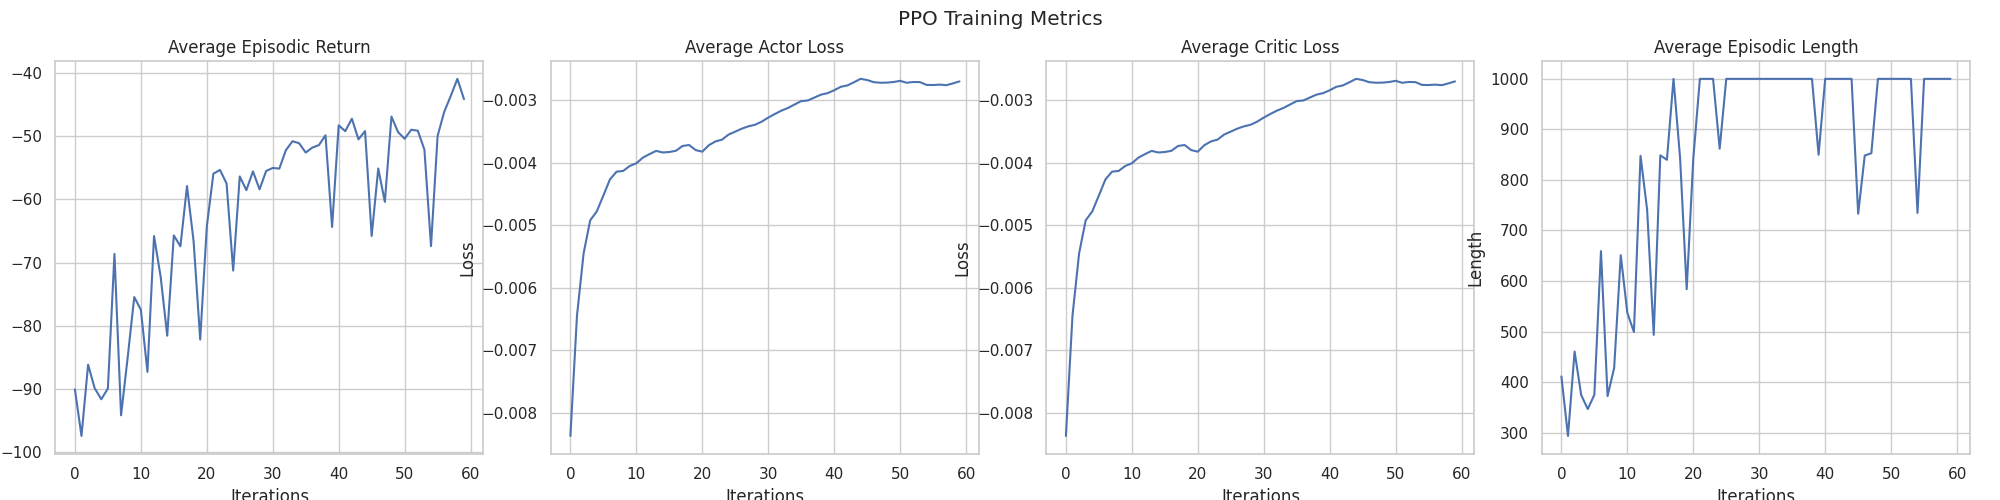 PPO Training Metrics
Average Episodic Return
−40
−50
−60
−70
−80
−90
−100
0 10 20 30 40 50 60
Iterations
Average Actor Loss
Loss
−0.003
−0.004
−0.005
−0.006
−0.007
−0.008
0 10 20 30 40 50 60
Iterations
Average Critic Loss
Loss
−0.003
−0.004
−0.005
−0.006
−0.007
−0.008
0 10 20 30 40 50 60
Iterations
Average Episodic Length
Length
1000
900
800
700
600
500
400
300
0 10 20 30 40 50 60
Iterations